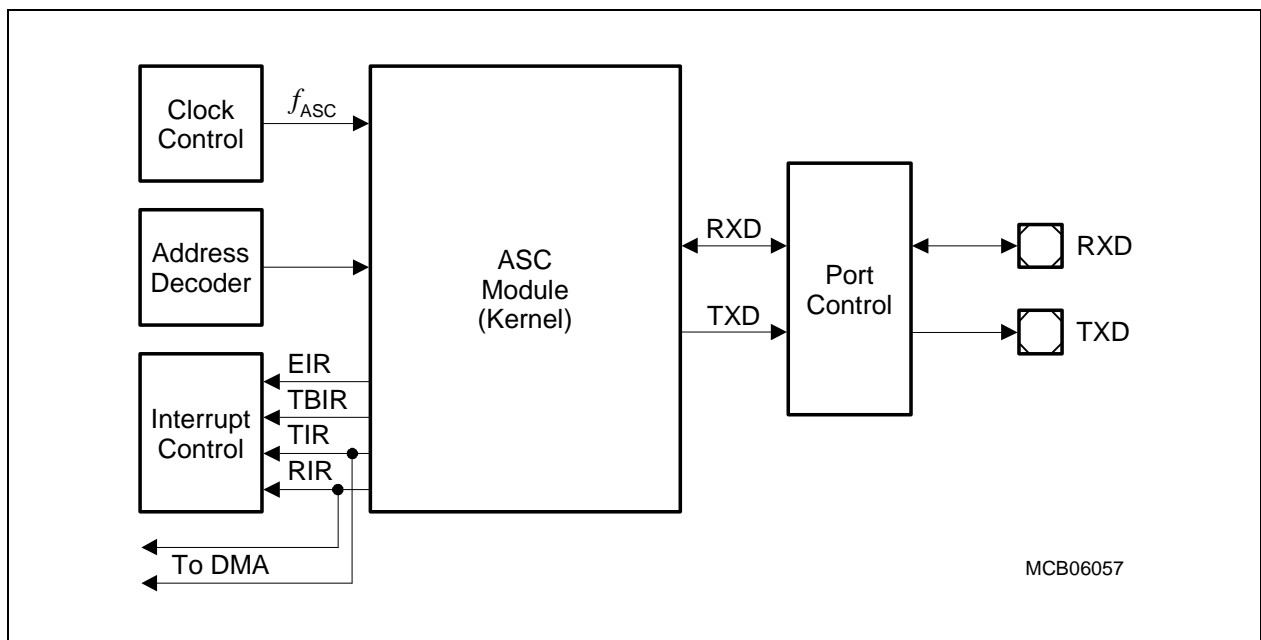 Clock
Control
fASC
Address
Decoder
Interrupt
Control
EIR
TBIR
TIR
RIR
To DMA
ASC
Module
(Kernel)
RXD
TXD
Port
Control
RXD
TXD
MCB06057